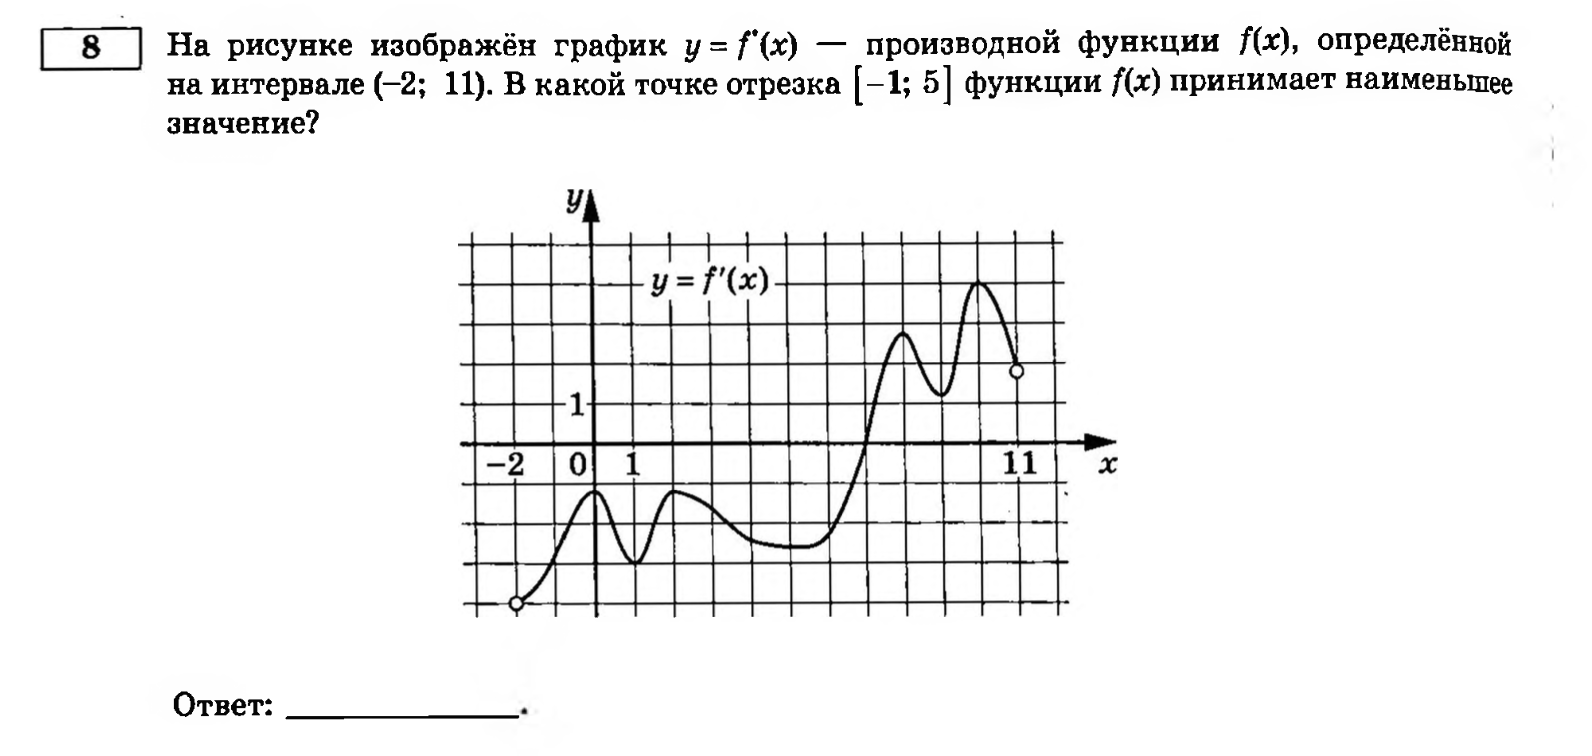 8 На рисунке изображён график y = f'(x) — производной функции f(x), определённой
на интервале (−2; 11). В какой точке отрезка [−1; 5] функции f(x) принимает наименьшее
значение?
y
y = f'(x)
1
−2 0 1 11 x
Ответ: ____________.